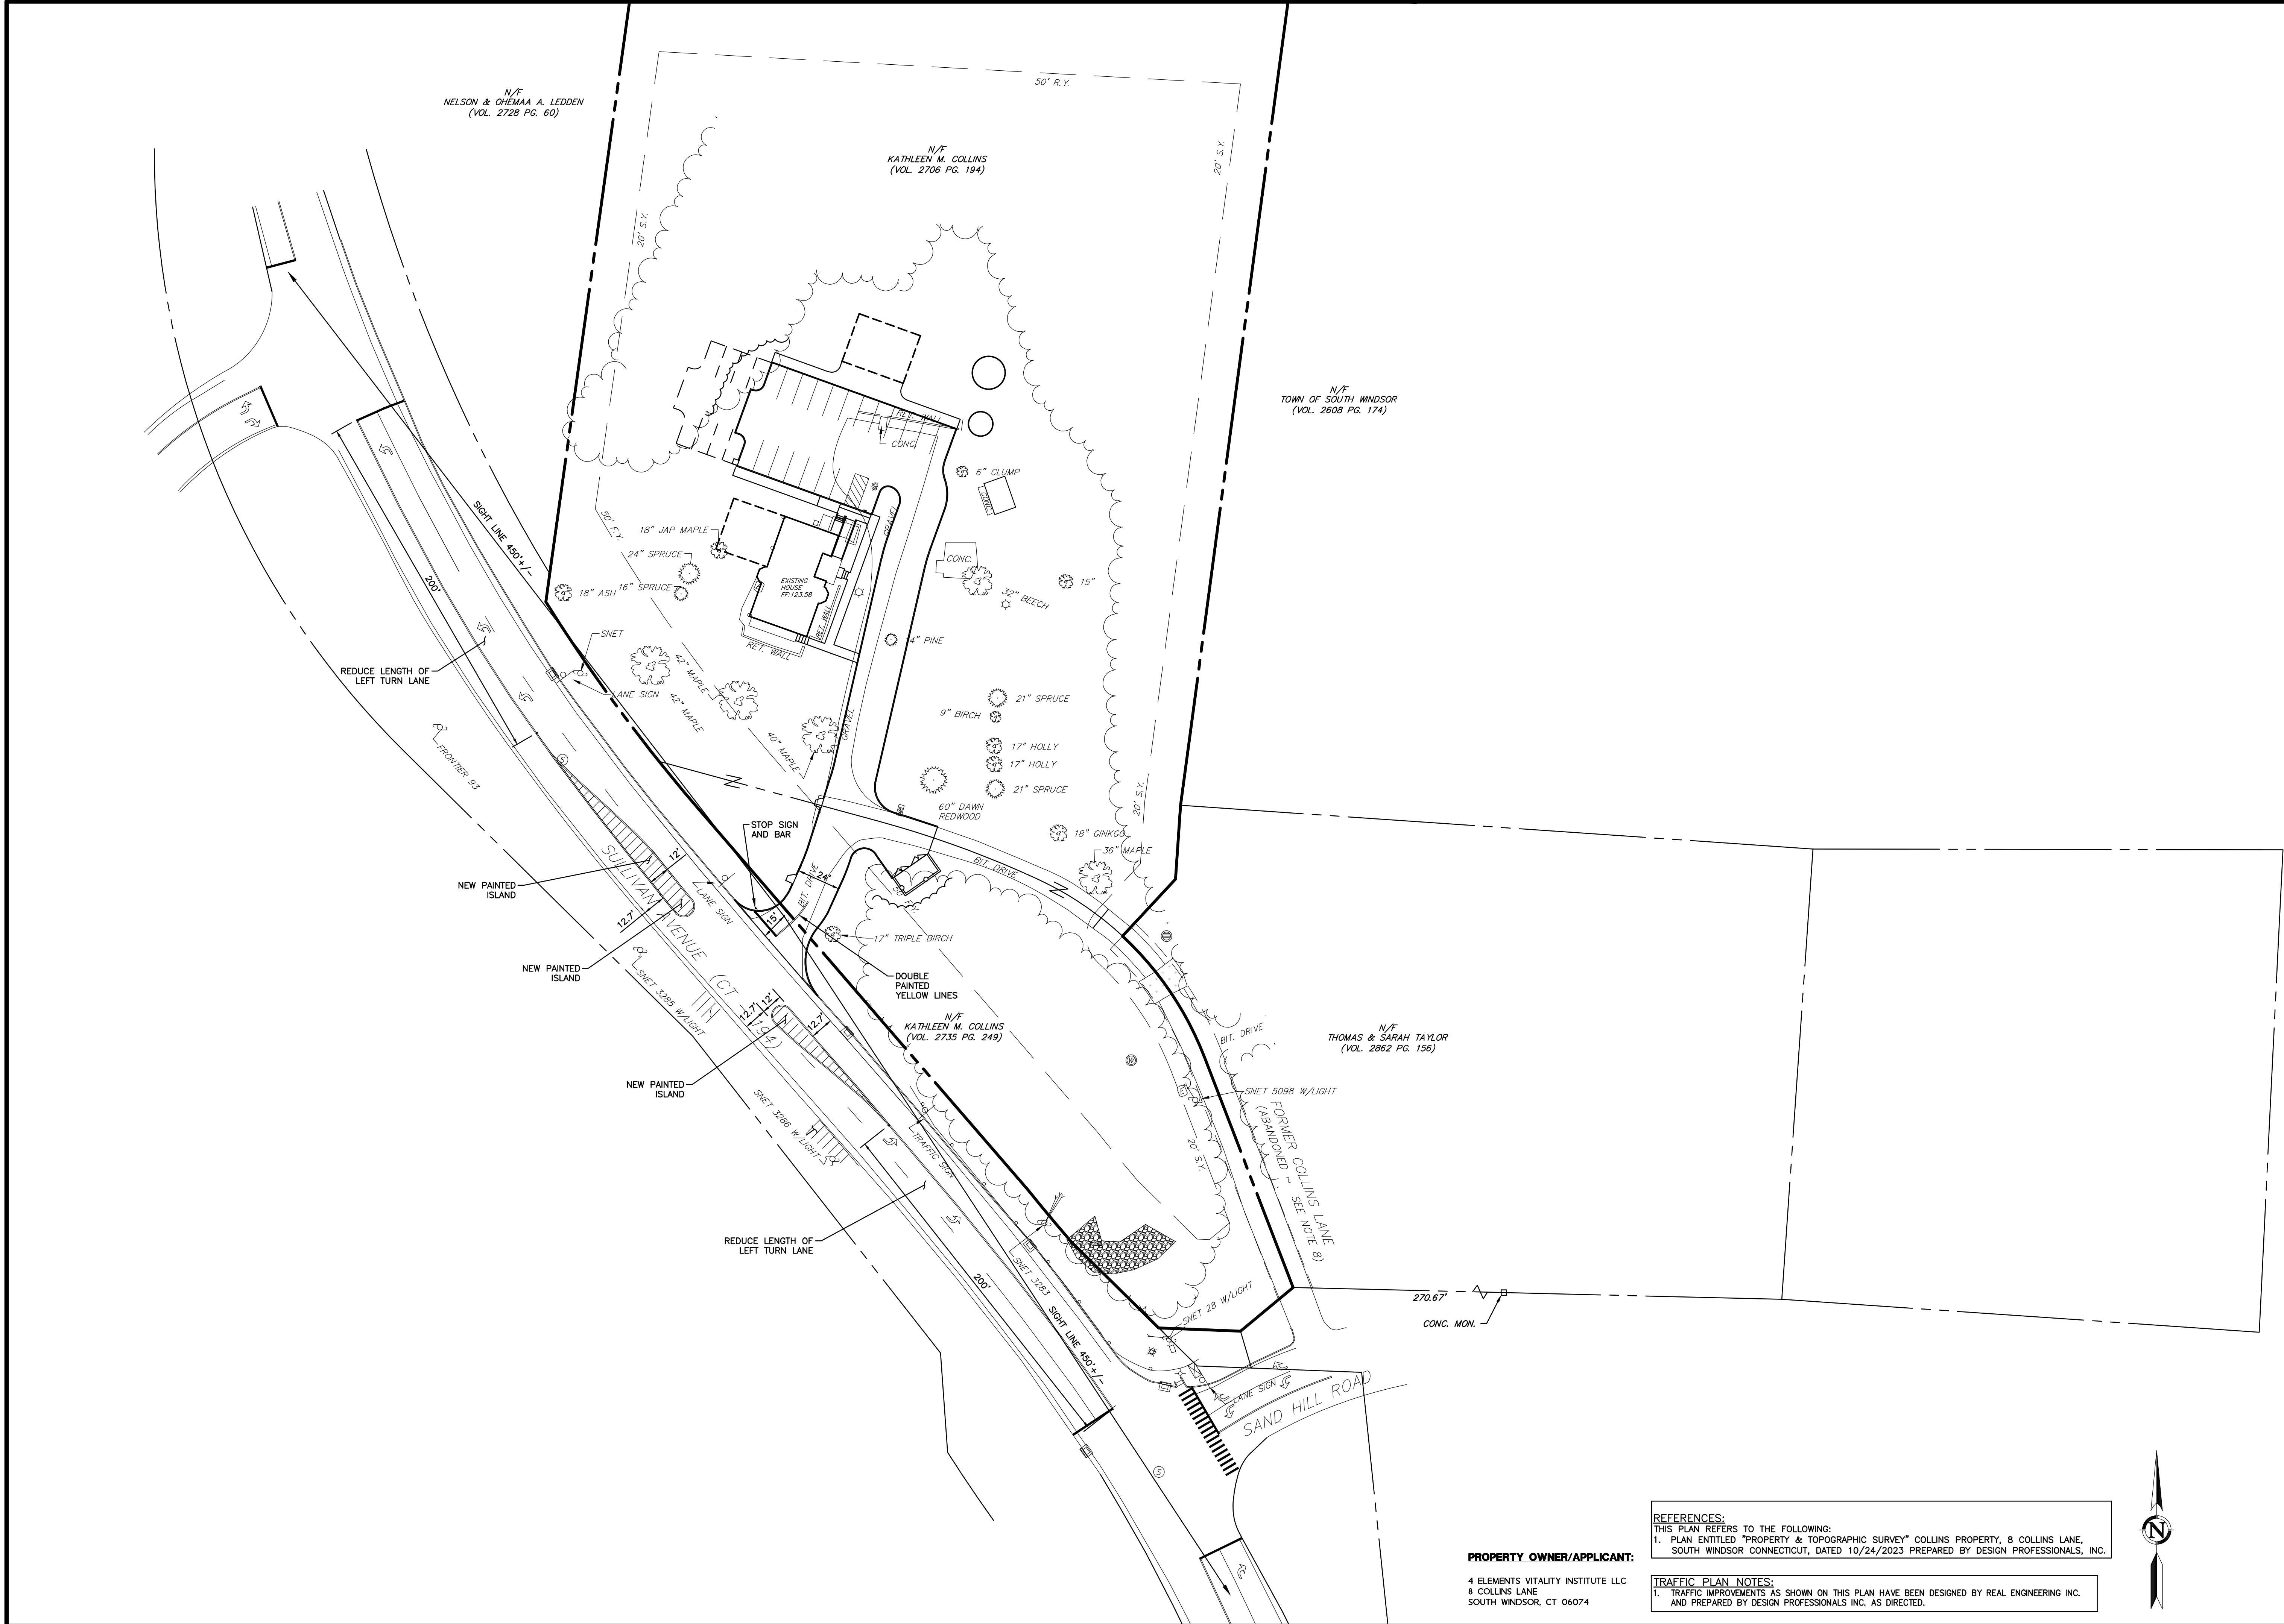 N/F
NELSON & OHEMAA A. LEDDEN
(VOL. 2728 PG. 60)
50' R.Y.
N/F
KATHLEEN M. COLLINS
(VOL. 2706 PG. 194)
20' S.Y.
20' S.Y.
N/F
TOWN OF SOUTH WINDSOR
(VOL. 2608 PG. 174)
RET. WALL
CONC.
6" CLUMP
CONC.
GRAVEL
50' F.Y.
18" JAP MAPLE
24" SPRUCE
18" ASH
16" SPRUCE
EXISTING
HOUSE
FF:123.58
RET. WALL
RET. WALL
CONC.
15"
32" BEECH
SIGHT LINE 450'+/-
200'
SNET
LANE SIGN
REDUCE LENGTH OF
LEFT TURN LANE
42" MAPLE
42" MAPLE
40" MAPLE
GRAVEL
FRONTIER 93
21" SPRUCE
9" BIRCH
17" HOLLY
17" HOLLY
21" SPRUCE
60" DAWN
REDWOOD
18" GINKGO
36" MAPLE
20' S.Y.
STOP SIGN
AND BAR
BIT. DRIVE
BIT. DRIVE
24'
15'
12'
12.7'
LANE SIGN
NEW PAINTED
ISLAND
NEW PAINTED
ISLAND
SULLIVAN AVENUE (CT 194)
17" TRIPLE BIRCH
DOUBLE
PAINTED
YELLOW LINES
SNET 3285 W/LIGHT
12.7'
12'
12.7'
N/F
KATHLEEN M. COLLINS
(VOL. 2735 PG. 249)
NEW PAINTED
ISLAND
SNET 3286 W/LIGHT
TRAFFIC SIGN
W
BIT. DRIVE
N/F
THOMAS & SARAH TAYLOR
(VOL. 2862 PG. 156)
SNET 5098 W/LIGHT
FORMER COLLINS LANE
(ABANDONED ~ SEE NOTE 8)
20' S.Y.
REDUCE LENGTH OF
LEFT TURN LANE
200'
SNET 3283
SIGHT LINE 450'+/-
SNET 28 W/LIGHT
270.67'
CONC. MON.
LANE SIGN
SAND HILL ROAD
S
S
PROPERTY OWNER/APPLICANT:
4 ELEMENTS VITALITY INSTITUTE LLC
8 COLLINS LANE
SOUTH WINDSOR, CT 06074
REFERENCES:
THIS PLAN REFERS TO THE FOLLOWING:
1. PLAN ENTITLED "PROPERTY & TOPOGRAPHIC SURVEY" COLLINS PROPERTY, 8 COLLINS LANE,
SOUTH WINDSOR CONNECTICUT, DATED 10/24/2023 PREPARED BY DESIGN PROFESSIONALS, INC.
TRAFFIC PLAN NOTES:
1. TRAFFIC IMPROVEMENTS AS SHOWN ON THIS PLAN HAVE BEEN DESIGNED BY REAL ENGINEERING INC.
AND PREPARED BY DESIGN PROFESSIONALS INC. AS DIRECTED.
N